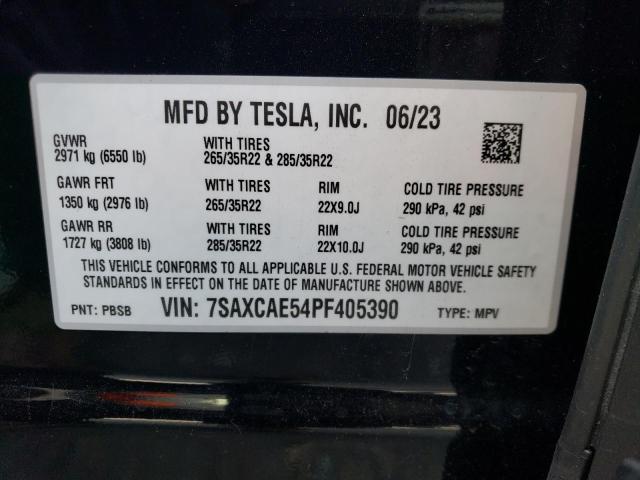 MFD BY TESLA, INC. 06/23
GVWR WITH TIRES
2971 kg (6550 lb) 265/35R22 & 285/35R22
GAWR FRT WITH TIRES RIM COLD TIRE PRESSURE
1350 kg (2976 lb) 265/35R22 22X9.0J 290 kPa, 42 psi
GAWR RR WITH TIRES RIM COLD TIRE PRESSURE
1727 kg (3808 lb) 285/35R22 22X10.0J 290 kPa, 42 psi
THIS VEHICLE CONFORMS TO ALL APPLICABLE U.S. FEDERAL MOTOR VEHICLE SAFETY
STANDARDS IN EFFECT ON THE DATE OF MANUFACTURE SHOWN ABOVE.
PNT: PBSB VIN: 7SAXCAE54PF405390 TYPE: MPV